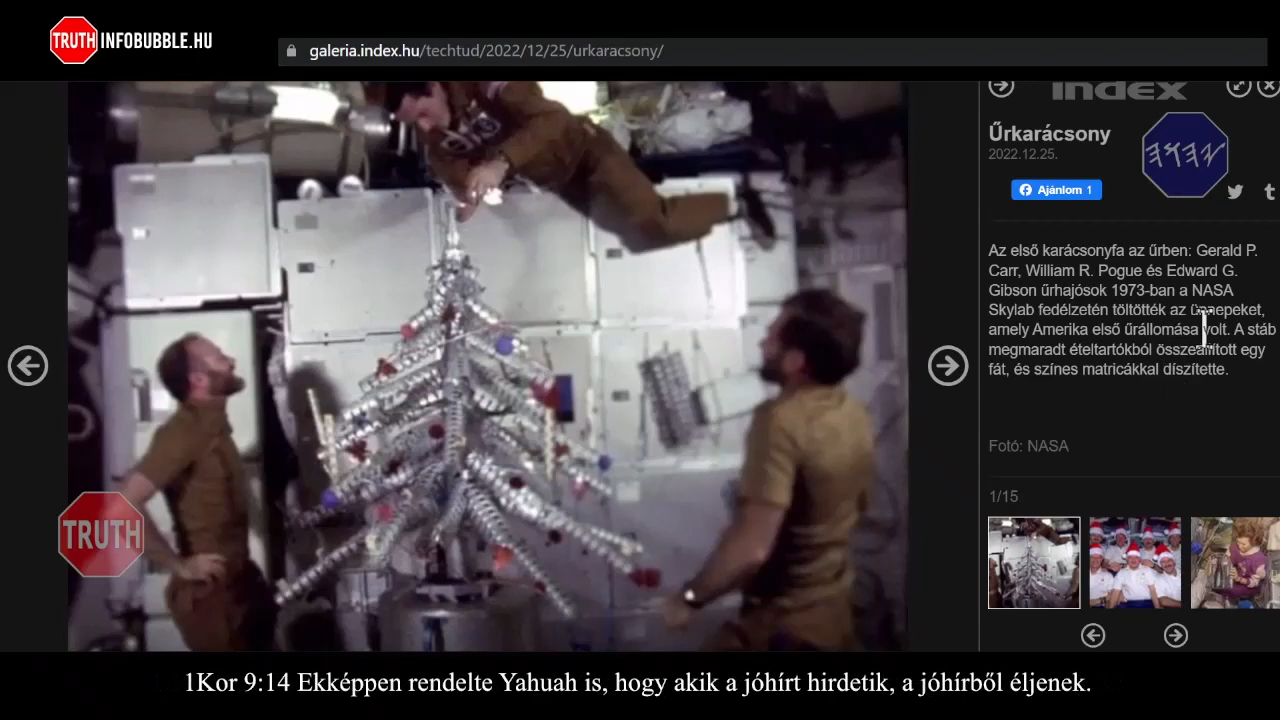 TRUTH INFOBUBBLE.HU
galeria.index.hu/techtud/2022/12/25/urkaracsony/
index
Űrkarácsony
2022.12.25.
Ajánlom 1
Az első karácsonyfa az űrben: Gerald P.
Carr, William R. Pogue és Edward G.
Gibson űrhajósok 1973-ban a NASA
Skylab fedélzetén töltötték az ünnepeket,
amely Amerika első űrállomása volt. A stáb
megmaradt ételtartókból összeállított egy
fát, és színes matricákkal díszítette.
Fotó: NASA
1/15
TRUTH
1Kor 9:14 Ekképpen rendelte Yahuah is, hogy akik a jóhírt hirdetik, a jóhírből éljenek.